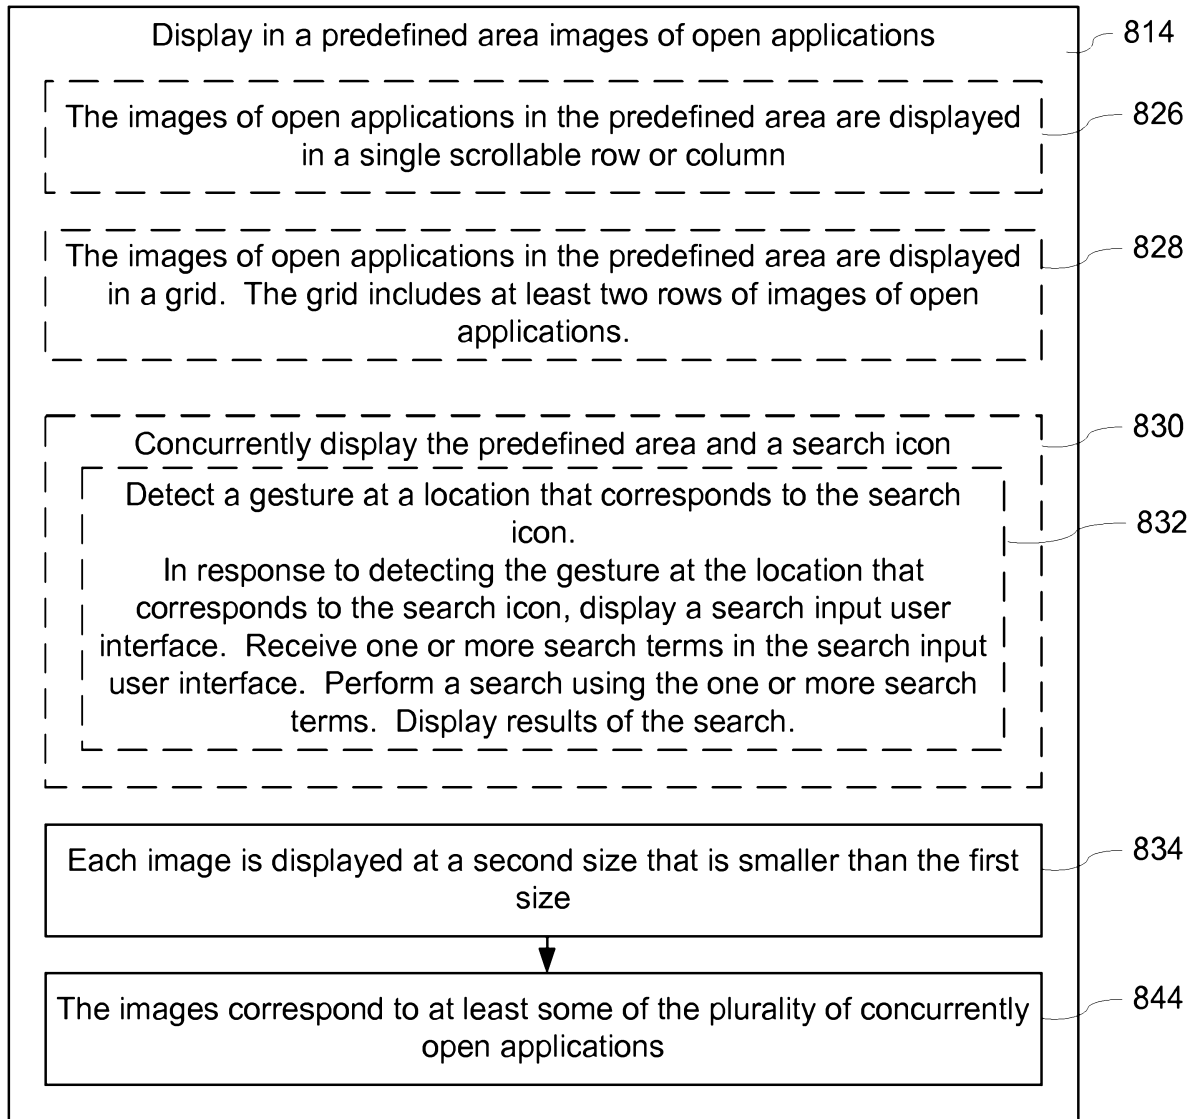 Display in a predefined area images of open applications
814
The images of open applications in the predefined area are displayed
in a single scrollable row or column
826
The images of open applications in the predefined area are displayed
in a grid.  The grid includes at least two rows of images of open
applications.
828
Concurrently display the predefined area and a search icon
830
Detect a gesture at a location that corresponds to the search
icon.
In response to detecting the gesture at the location that
corresponds to the search icon, display a search input user
interface.  Receive one or more search terms in the search input
user interface.  Perform a search using the one or more search
terms.  Display results of the search.
832
Each image is displayed at a second size that is smaller than the first
size
834
The images correspond to at least some of the plurality of concurrently
open applications
844